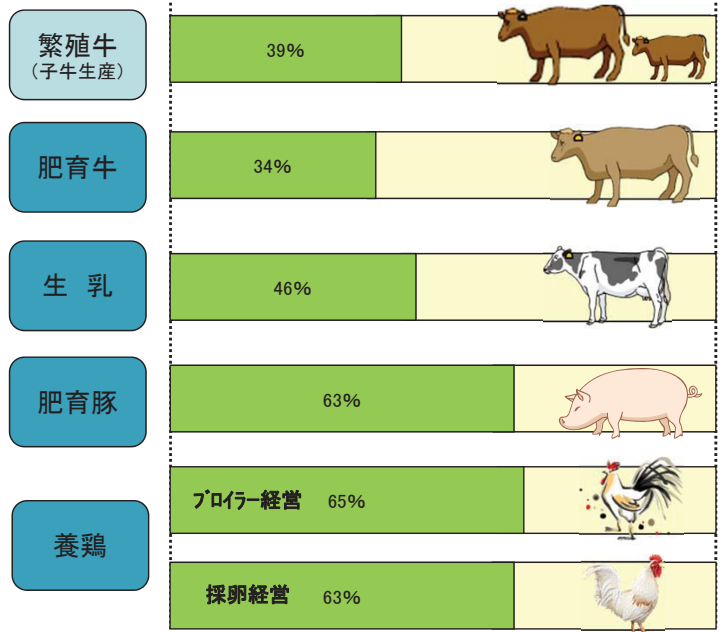 繁殖牛
(子牛生産)
39%
肥育牛
34%
生 乳
46%
肥育豚
63%
養鶏
ブロイラー経営 65%
採卵経営 63%